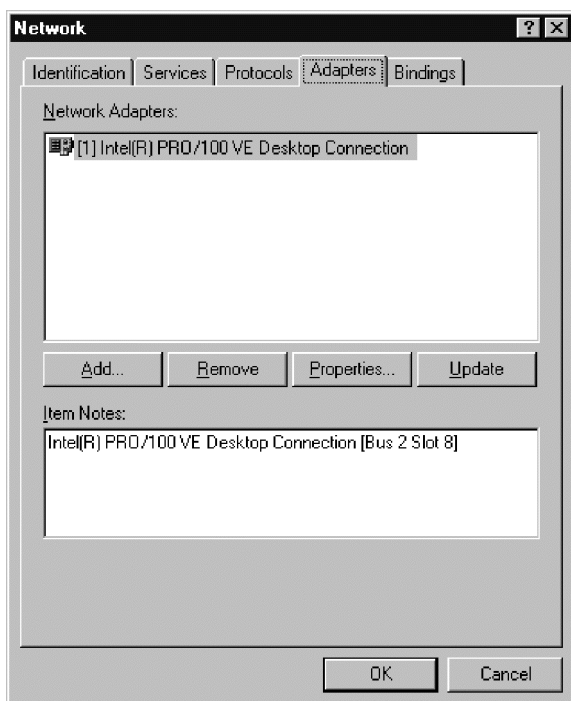 Network
Identification Services Protocols Adapters Bindings
Network Adapters:
[1] Intel(R) PRO/100 VE Desktop Connection
Add... Remove Properties... Update
Item Notes:
Intel(R) PRO/100 VE Desktop Connection [Bus 2 Slot 8]
OK Cancel